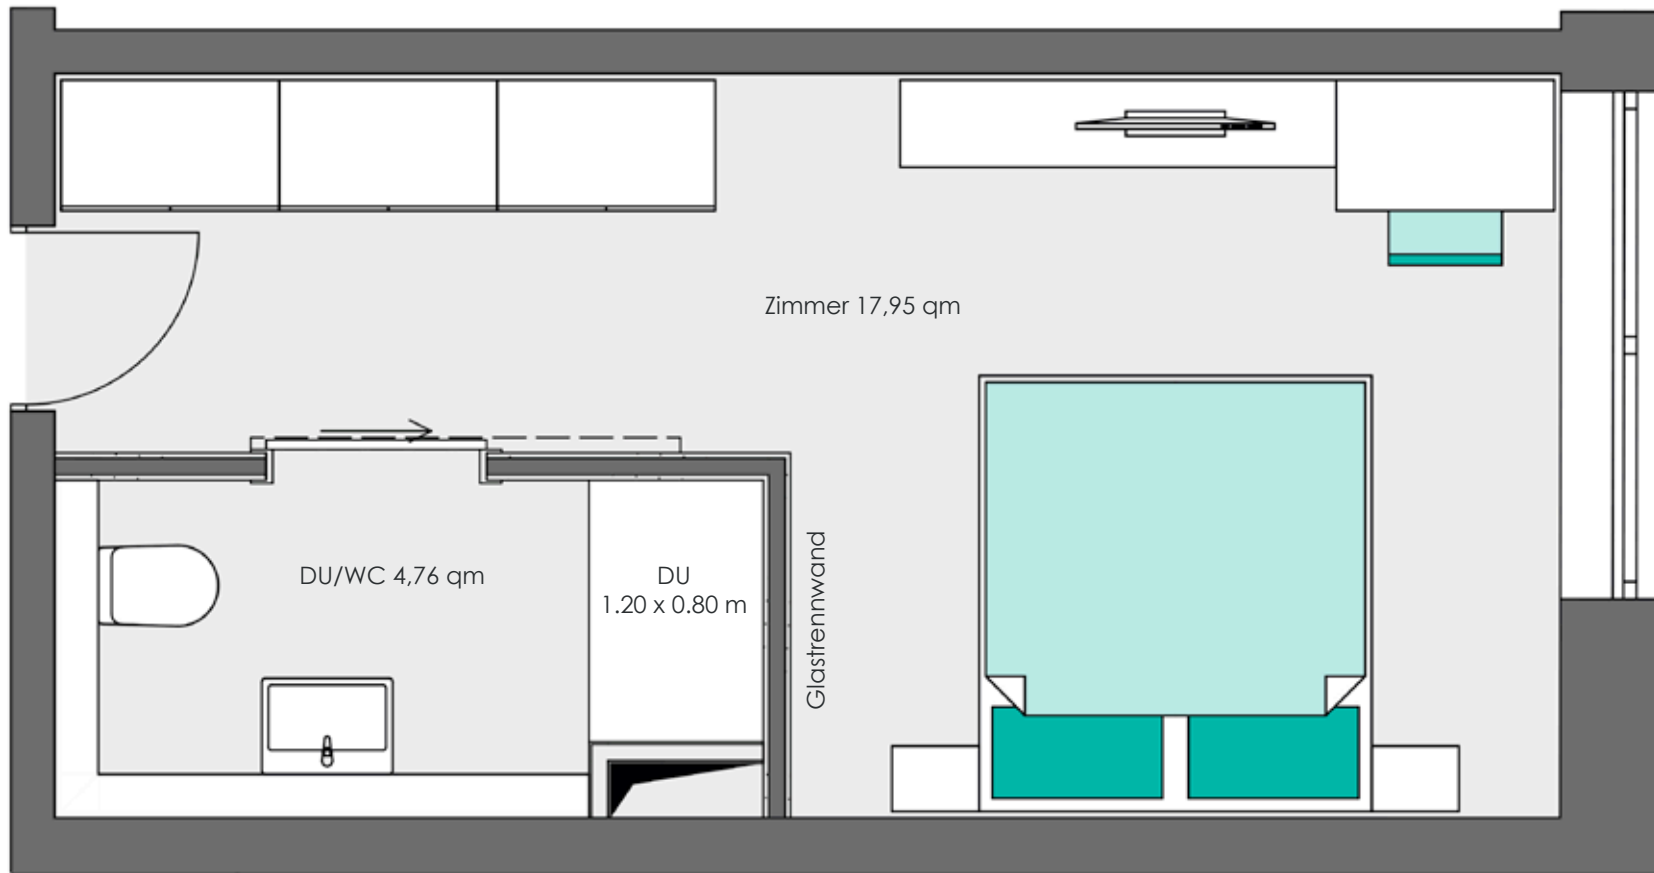 Zimmer 17,95 qm
DU/WC 4,76 qm
DU
1.20 x 0.80 m
Glastrennwand